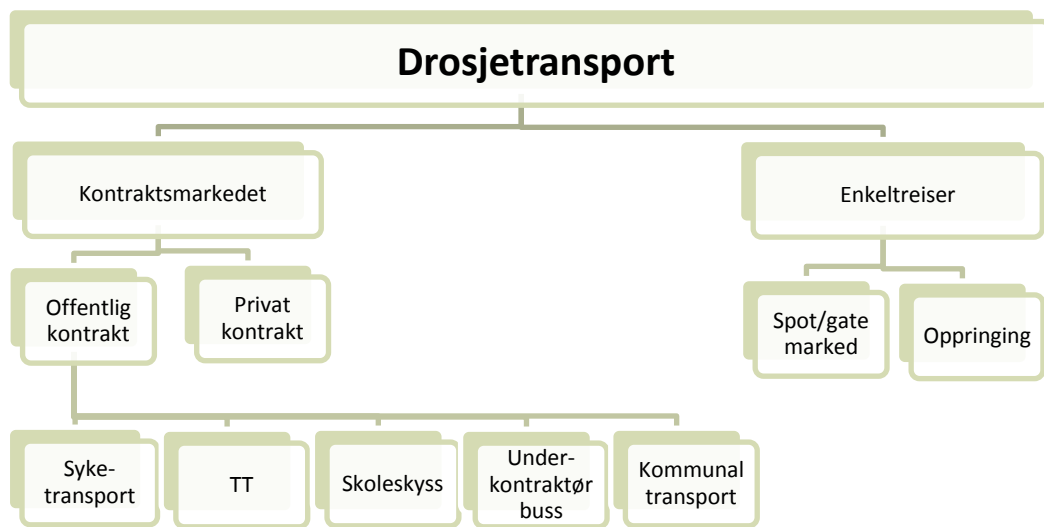 Drosjetransport
Kontraktsmarkedet
Enkeltreiser
Offentlig
kontrakt
Privat
kontrakt
Spot/gate
marked
Oppringing
Syke-
transport
TT
Skoleskyss
Under-
kontraktør
buss
Kommunal
transport